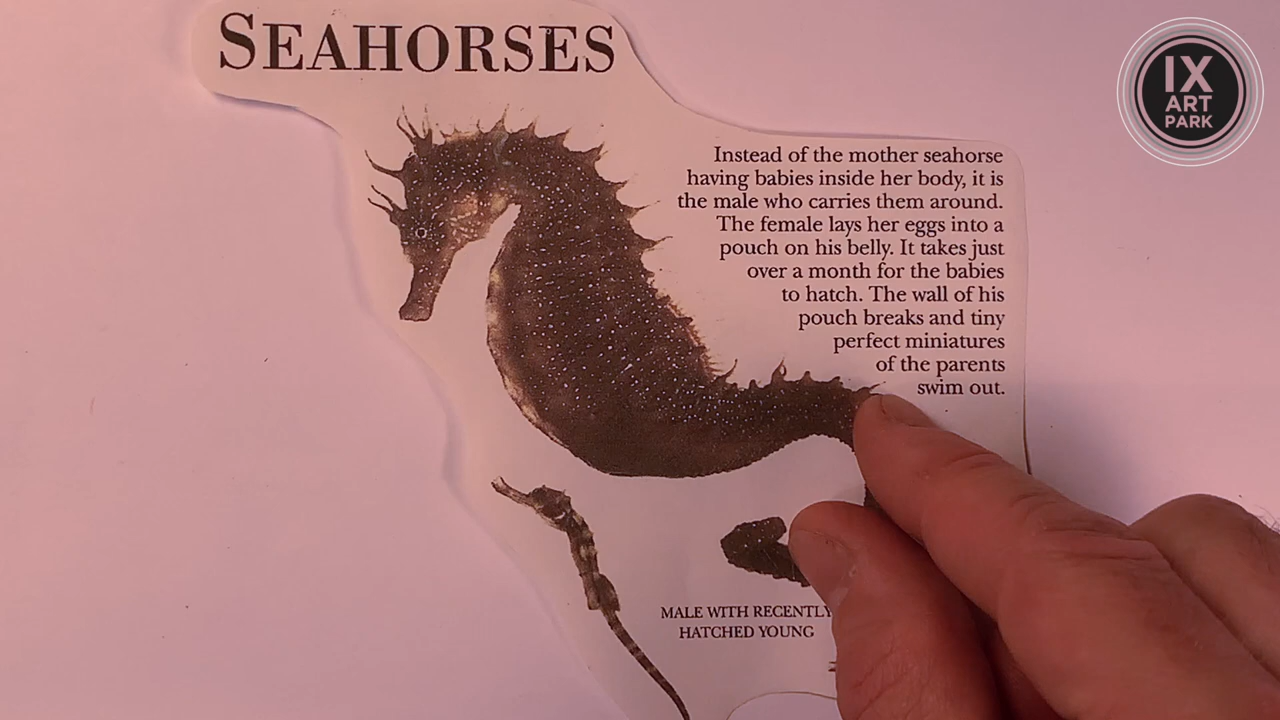 SEAHORSES
IX
ART
PARK
Instead of the mother seahorse
having babies inside her body, it is
the male who carries them around.
The female lays her eggs into a
pouch on his belly. It takes just
over a month for the babies
to hatch. The wall of his
pouch breaks and tiny
perfect miniatures
of the parents
swim out.
MALE WITH RECENTLY
HATCHED YOUNG